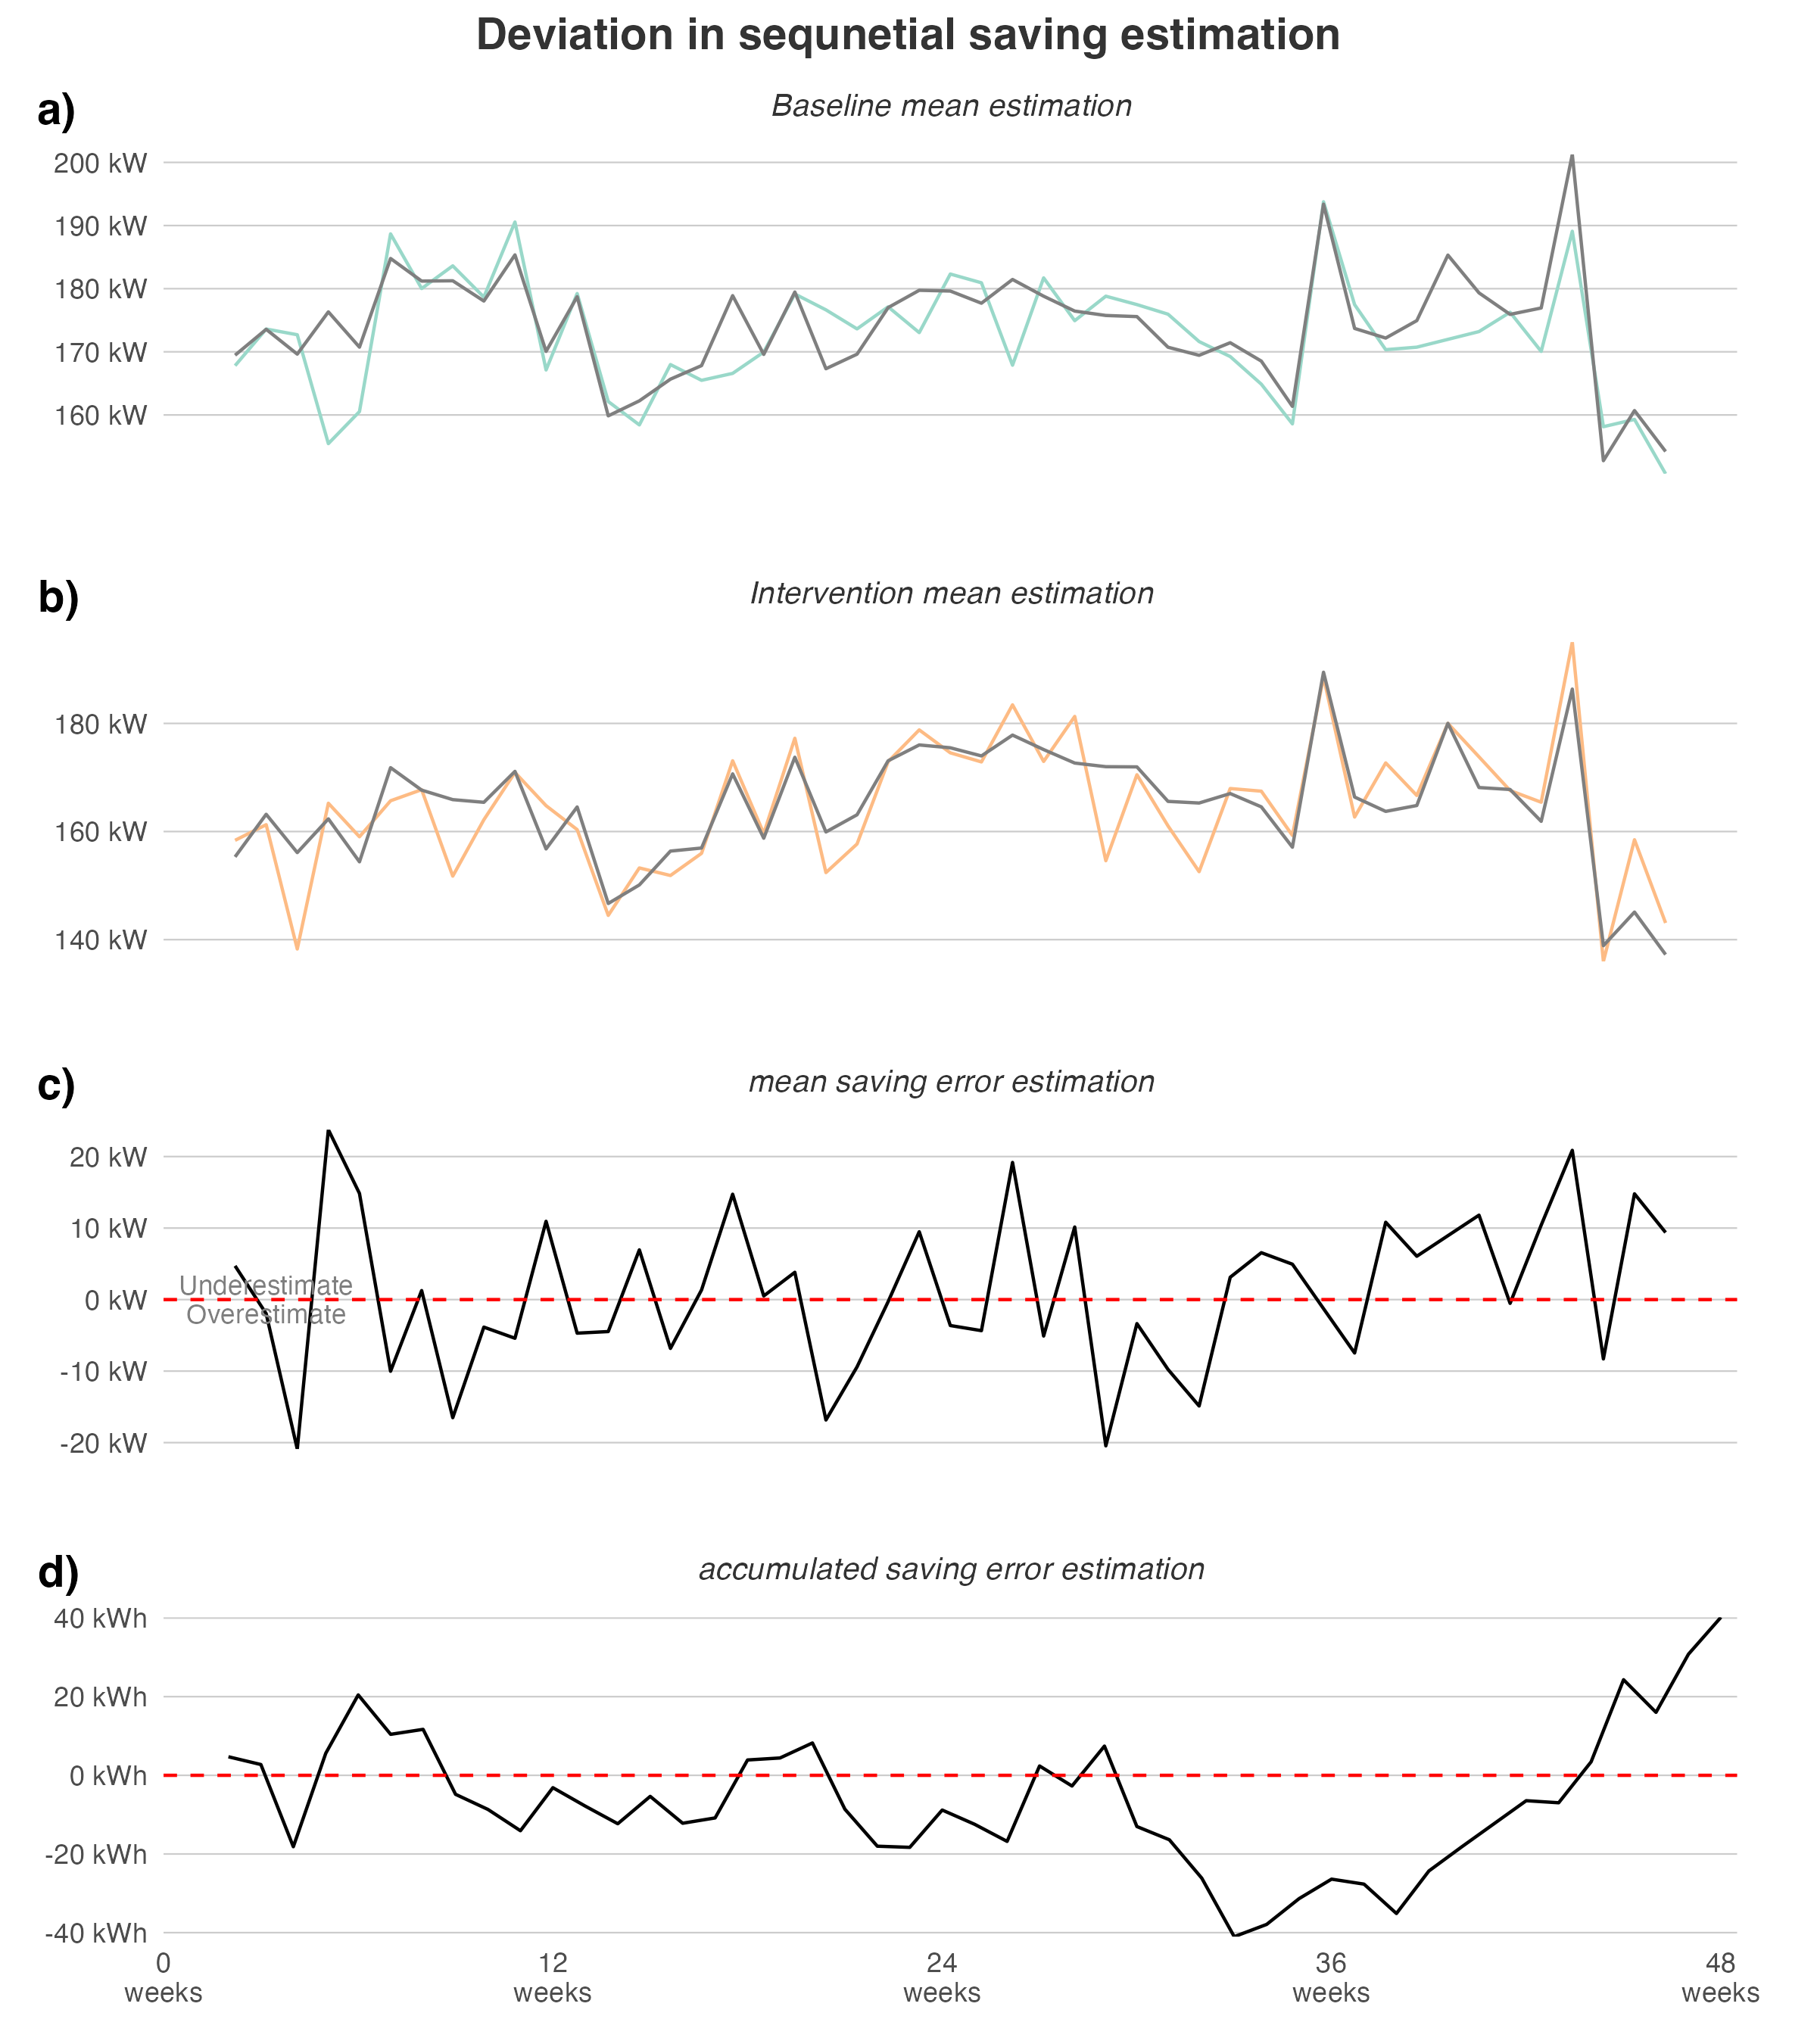 Deviation in sequnetial saving estimation
a)
Baseline mean estimation
200 kW
190 kW
180 kW
170 kW
160 kW
b)
Intervention mean estimation
180 kW
160 kW
140 kW
c)
mean saving error estimation
20 kW
10 kW
Underestimate
0 kW
Overestimate
-10 kW
-20 kW
d)
accumulated saving error estimation
40 kWh
20 kWh
0 kWh
-20 kWh
-40 kWh
0 12 24 36 48
weeks weeks weeks weeks weeks